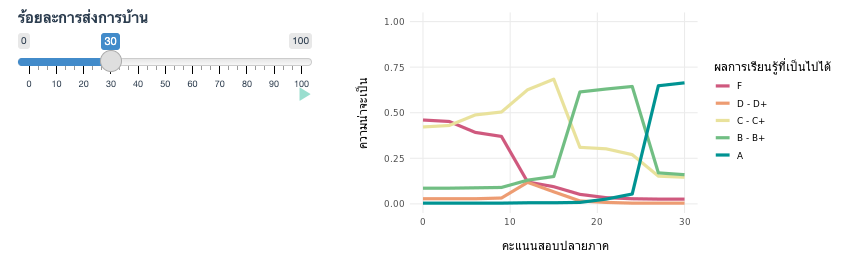 ร้อยละการส่งการบ้าน
0 30 100
0 10 20 30 40 50 60 70 80 90 100
1.00
0.75
0.50
0.25
0.00
0 10 20 30
ความน่าจะเป็น
คะแนนสอบปลายภาค
ผลการเรียนรู้ที่เป็นไปได้
F
D - D+
C - C+
B - B+
A